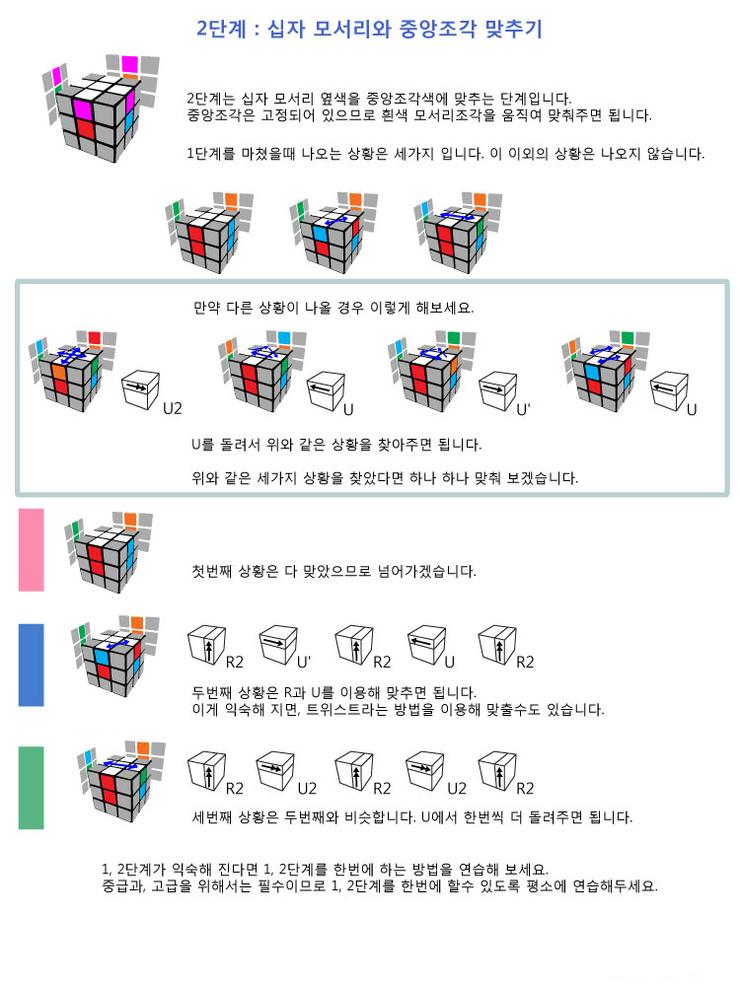 2단계 : 십자 모서리와 중앙조각 맞추기
2단계는 십자 모서리 옆색을 중앙조각색에 맞추는 단계입니다.
중앙조각은 고정되어 있으므로 흰색 모서리조각을 움직여 맞춰주면 됩니다.
1단계를 마쳤을때 나오는 상황은 세가지 입니다. 이 이외의 상황은 나오지 않습니다.
만약 다른 상황이 나올 경우 이렇게 해보세요.
U2 U U' U
U를 돌려서 위와 같은 상황을 찾아주면 됩니다.
위와 같은 세가지 상황을 찾았다면 하나 하나 맞춰 보겠습니다.
첫번째 상황은 다 맞았으므로 넘어가겠습니다.
R2 U' R2 U R2
두번째 상황은 R과 U를 이용해 맞추면 됩니다.
이게 익숙해 지면, 트위스트라는 방법을 이용해 맞출수도 있습니다.
R2 U2 R2 U2 R2
세번째 상황은 두번째와 비슷합니다. U에서 한번씩 더 돌려주면 됩니다.
1, 2단계가 익숙해 진다면 1, 2단계를 한번에 하는 방법을 연습해 보세요.
중급과, 고급을 위해서는 필수이므로 1, 2단계를 한번에 할수 있도록 평소에 연습해두세요.